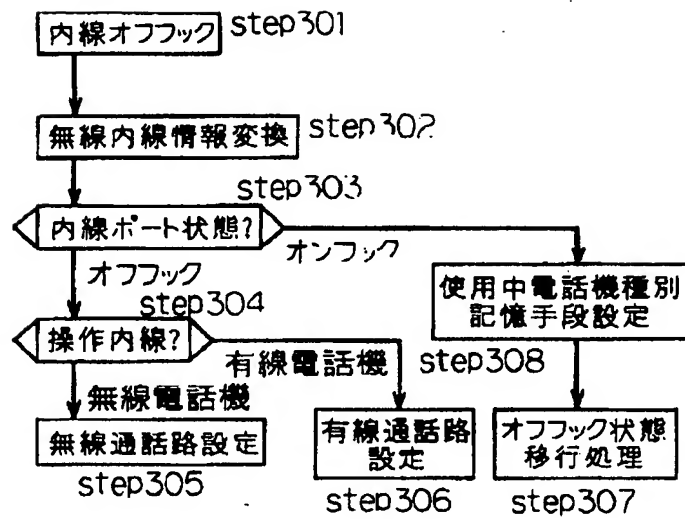 内線オフフック
step301
無線内線情報変換
step302
step303
内線ポート状態?
オンフック
オフフック
step304
使用中電話機種別
記憶手段設定
操作内線?
有線電話機
step308
無線電話機
無線通話路設定
step305
有線通話路
設定
step306
オフフック状態
移行処理
step307